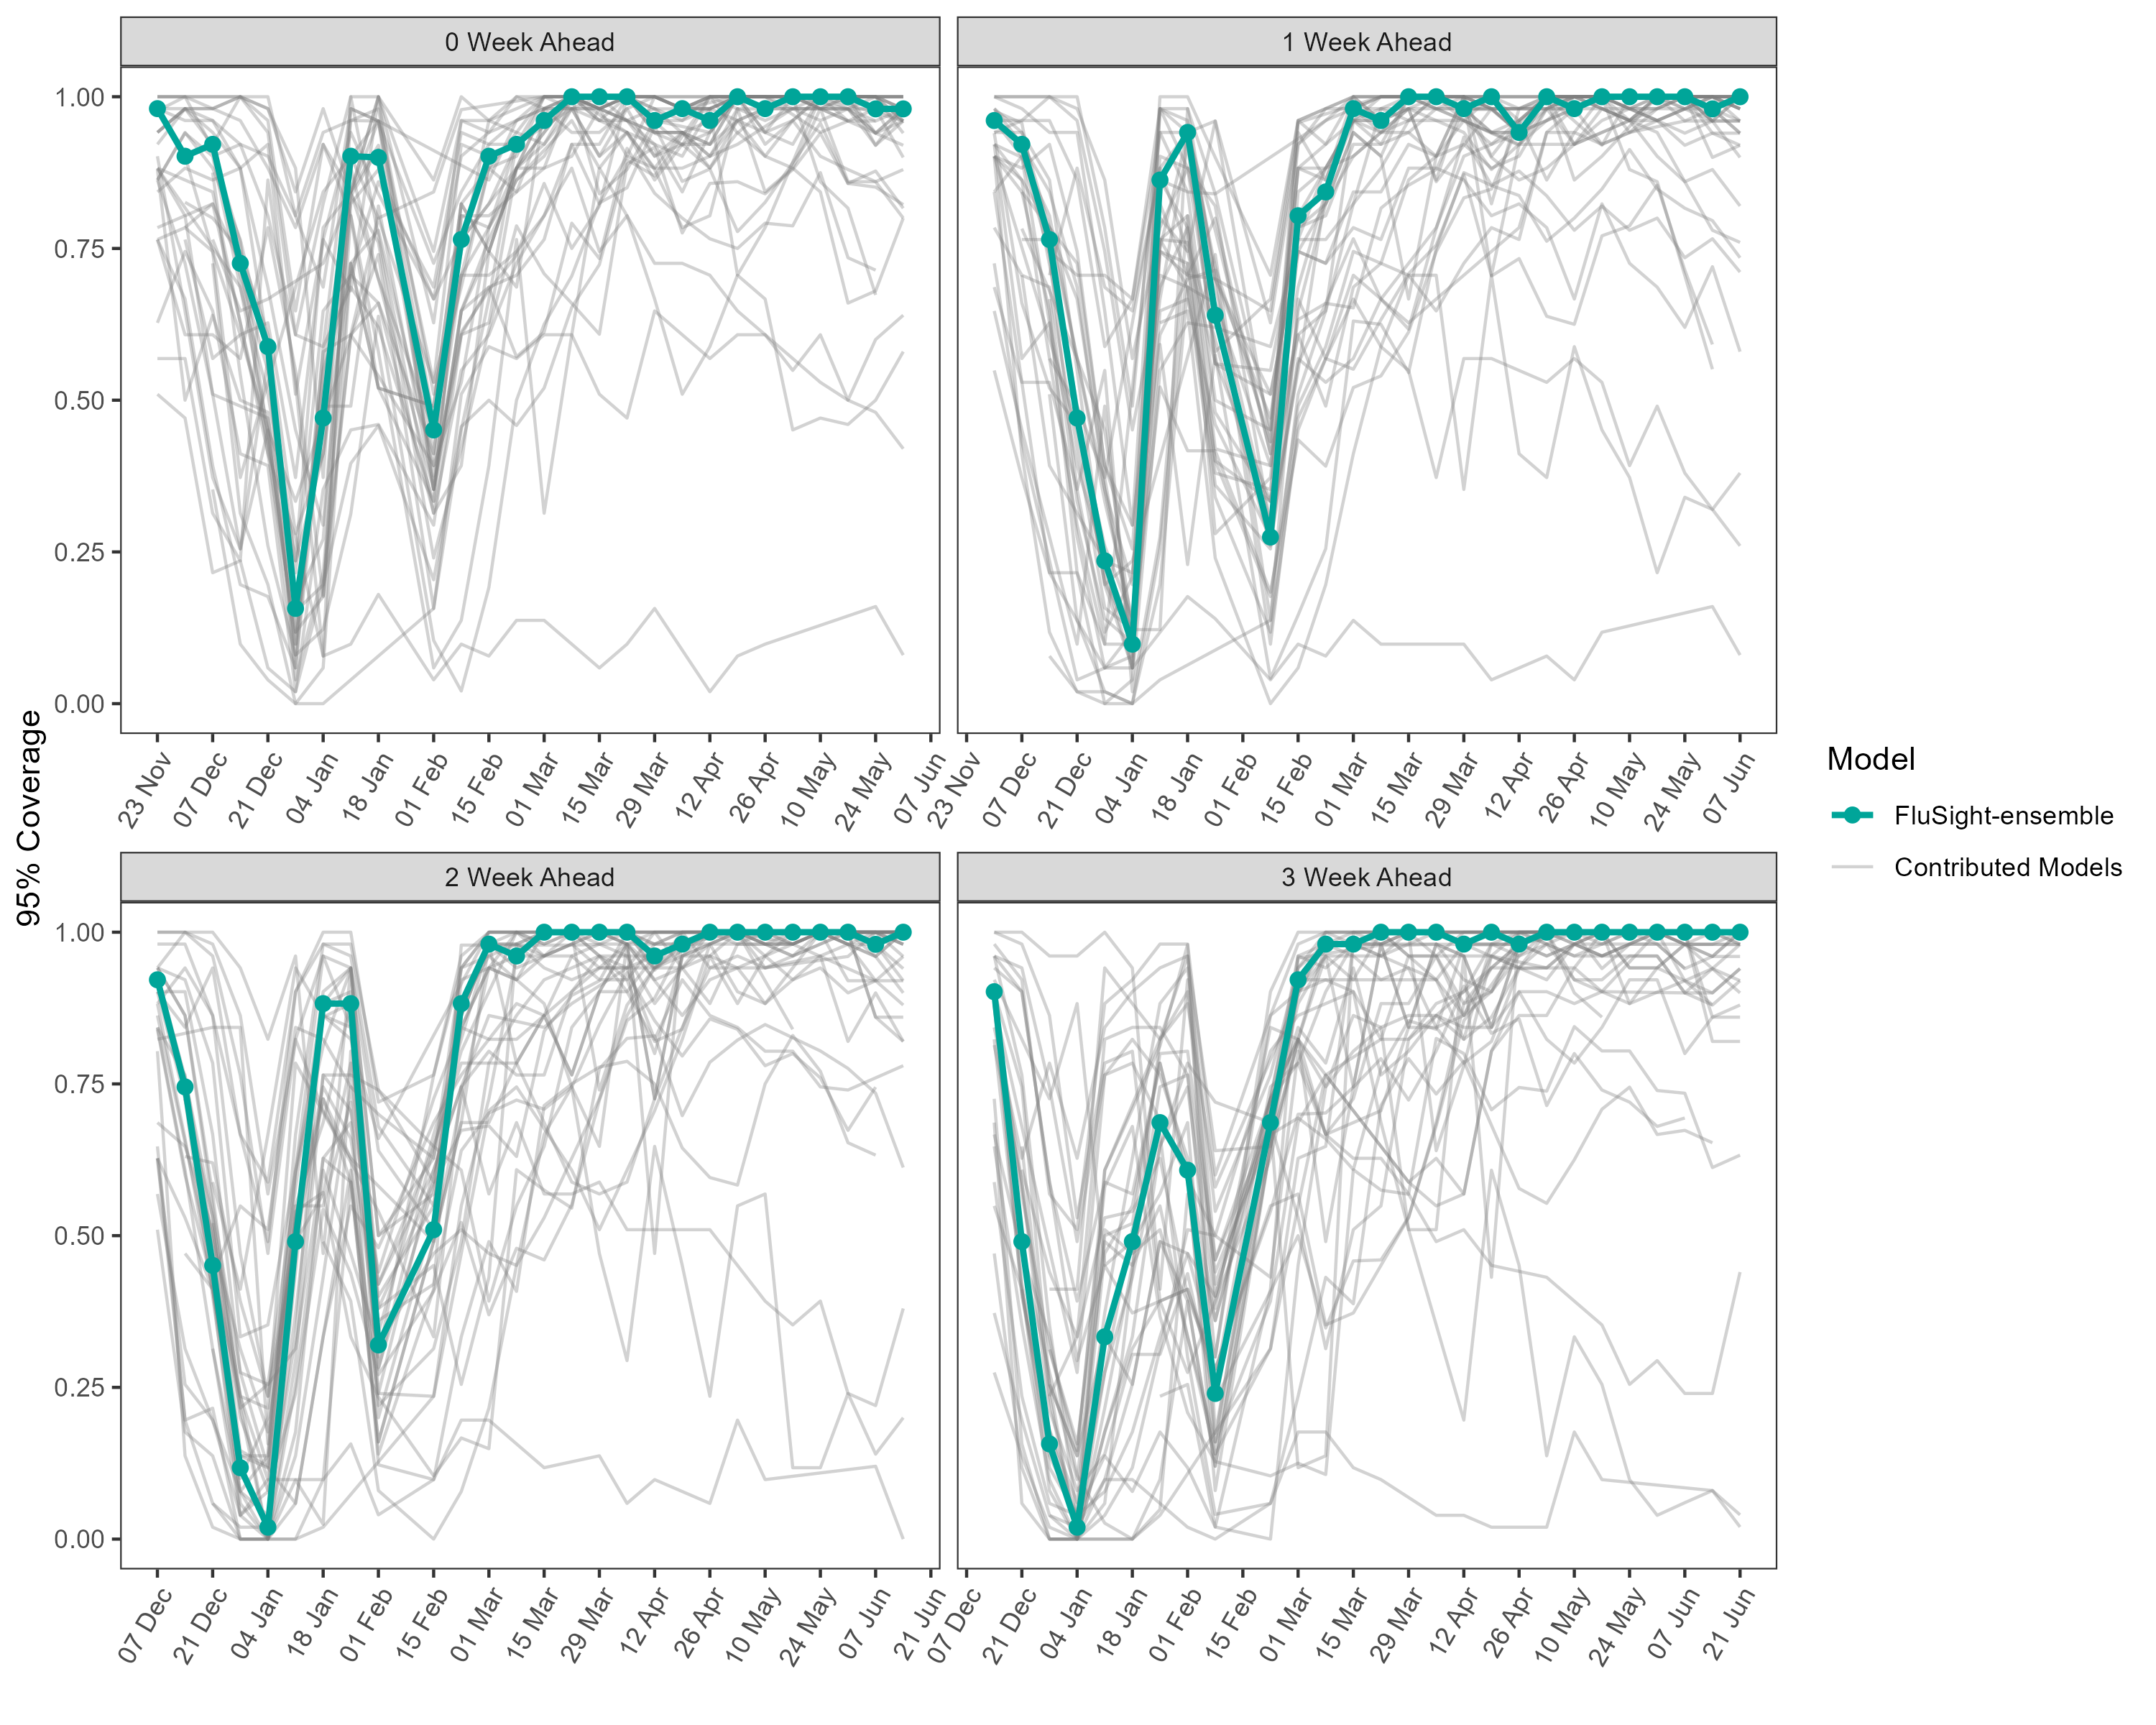 0 Week Ahead
1 Week Ahead
1.00
0.75
0.50
0.25
0.00
23 Nov
07 Dec
21 Dec
04 Jan
18 Jan
01 Feb
15 Feb
01 Mar
15 Mar
29 Mar
12 Apr
26 Apr
10 May
24 May
07 Jun
23 Nov
07 Dec
21 Dec
04 Jan
18 Jan
01 Feb
15 Feb
01 Mar
15 Mar
29 Mar
12 Apr
26 Apr
10 May
24 May
07 Jun
95% Coverage
Model
FluSight-ensemble
Contributed Models
2 Week Ahead
3 Week Ahead
1.00
0.75
0.50
0.25
0.00
07 Dec
21 Dec
04 Jan
18 Jan
01 Feb
15 Feb
01 Mar
15 Mar
29 Mar
12 Apr
26 Apr
10 May
24 May
07 Jun
21 Jun
07 Dec
21 Dec
04 Jan
18 Jan
01 Feb
15 Feb
01 Mar
15 Mar
29 Mar
12 Apr
26 Apr
10 May
24 May
07 Jun
21 Jun